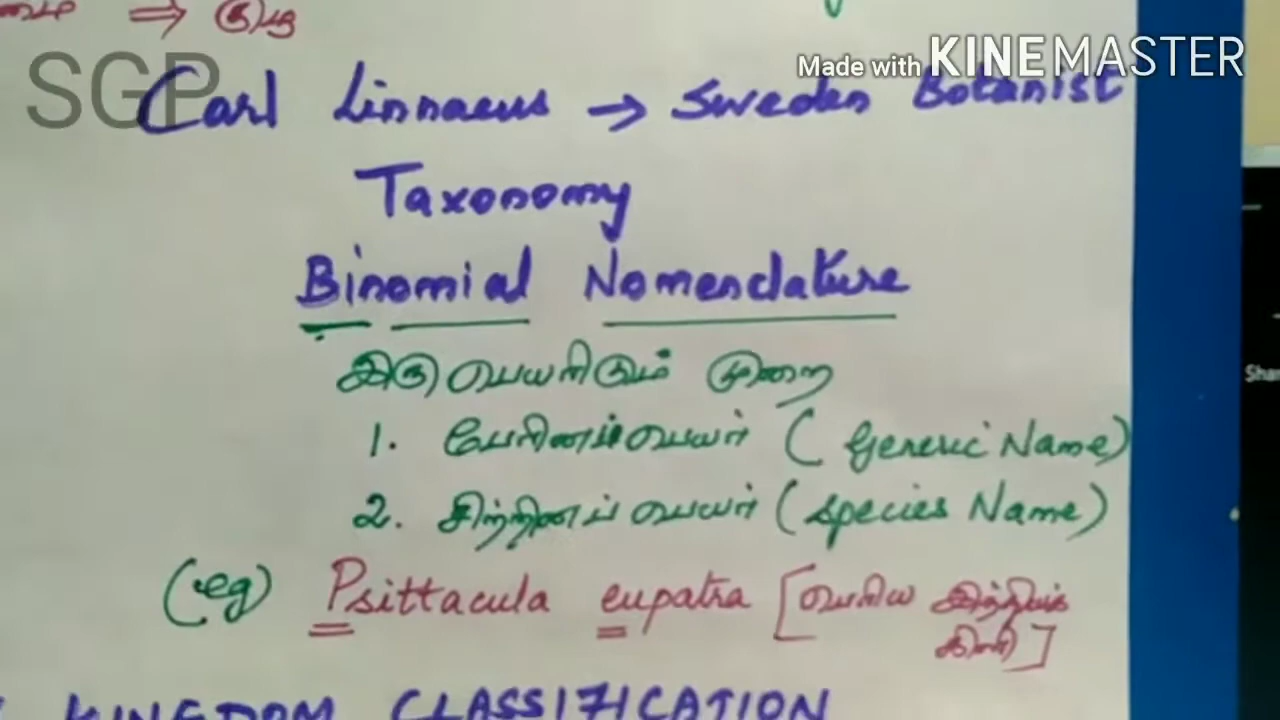 ⇒ குடி
Made with KINEMASTER
SGP
Carl Linnaeus → Sweden Botanist
Taxonomy
Binomial Nomenclature
இரு பெயரிடும் முறை
1. பேரினப்பெயர் ( Generic Name)
2. சிற்றினப் பெயர் ( Species Name)
(eg) Psittacula eupatra [பெரிய இந்தியக்
கிளி]
KINGDOM CLASSIFICATION